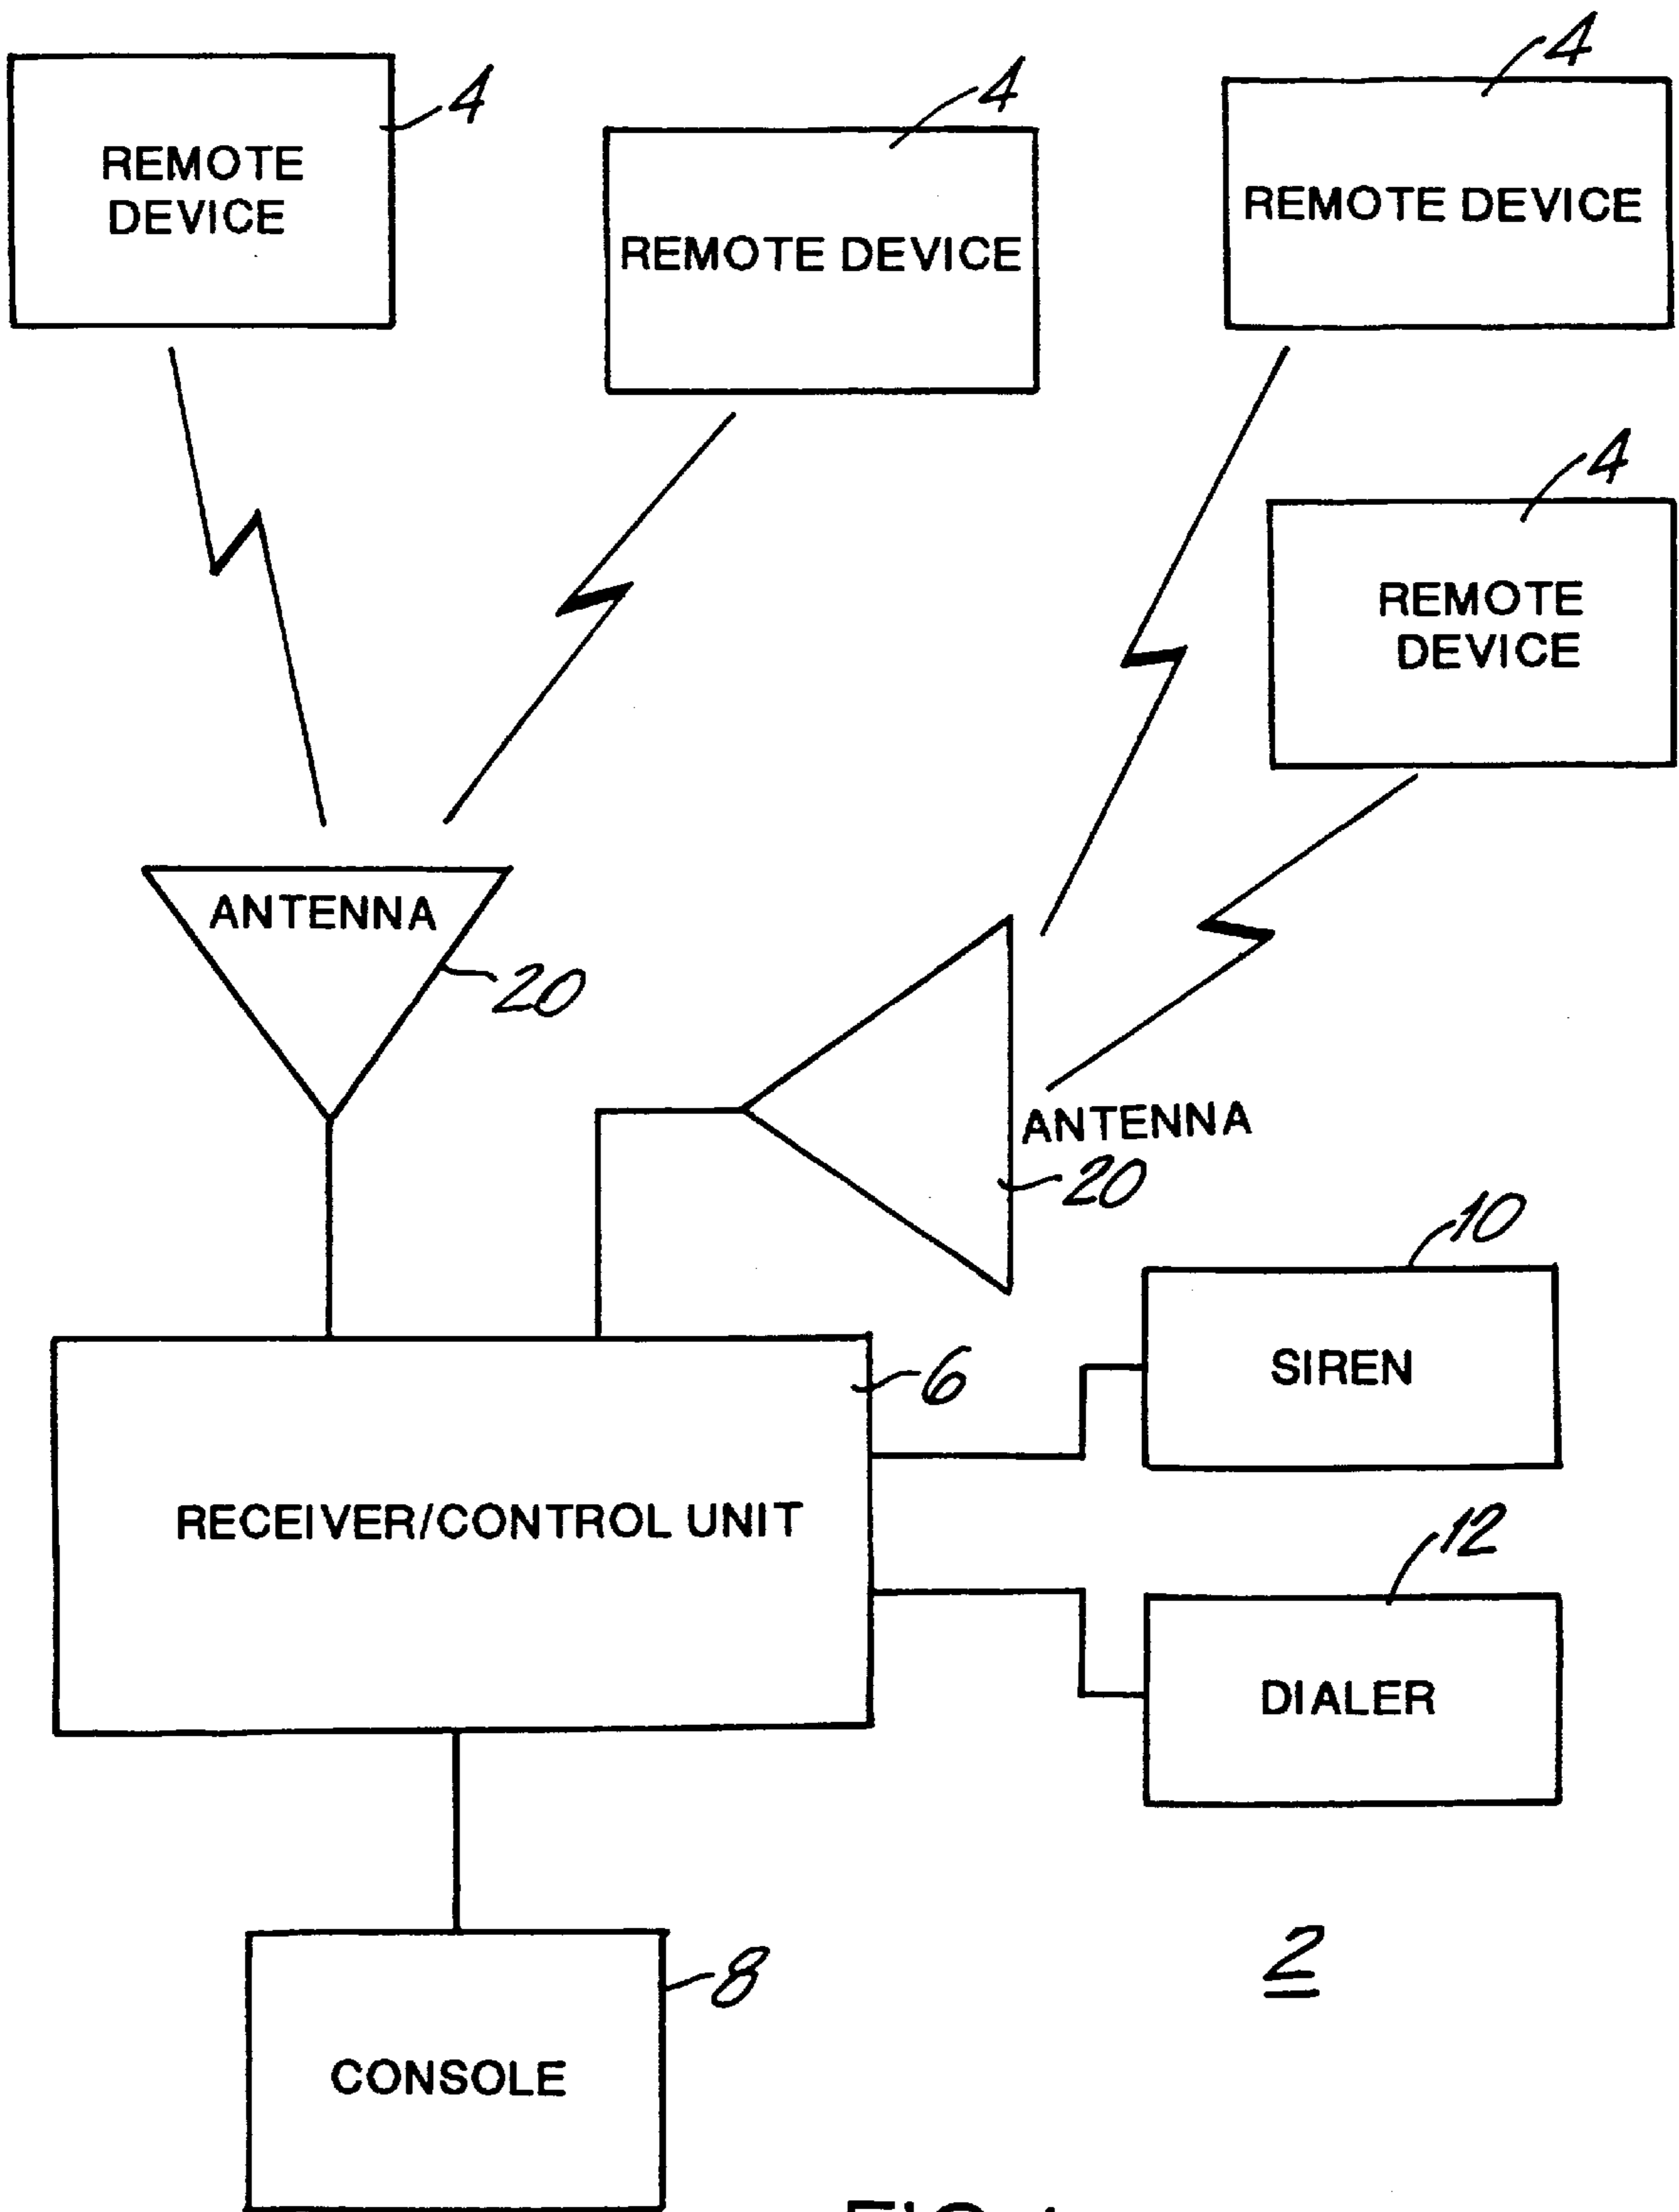 4
4
4
REMOTE
DEVICE
REMOTE DEVICE
REMOTE DEVICE
4
REMOTE
DEVICE
ANTENNA
20
ANTENNA
20
10
SIREN
6
RECEIVER/CONTROL UNIT
12
DIALER
2
8
CONSOLE